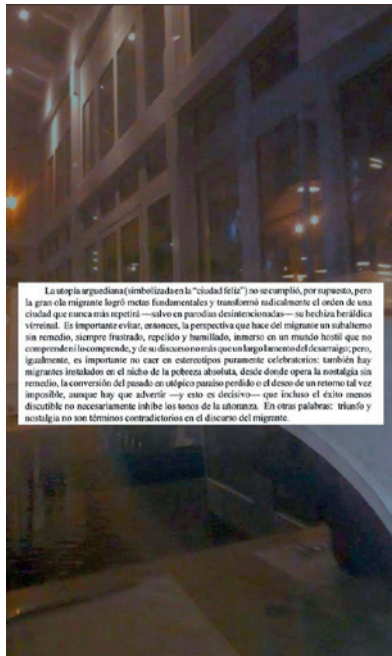 La utopía arguediana (simbolizada en la "ciudad feliz") no se cumplió, por supuesto, pero
la gran ola migrante logró metas fundamentales y transformó radicalmente el orden de una
ciudad que nunca más repetirá —salvo en parodias desintencionadas— su hechiza heráldica
virreinal. Es importante evitar, entonces, la perspectiva que hace del migrante un subalterno
sin remedio, siempre frustrado, repelido y humillado, inmerso en un mundo hostil que no
comprende ni lo comprende, y de su discurso no más que un largo lamento del desarraigo; pero,
igualmente, es importante no caer en estereotipos puramente celebratorios: también hay
migrantes instalados en el nicho de la pobreza absoluta, desde donde opera la nostalgia sin
remedio, la conversión del pasado en utópico paraíso perdido o el deseo de un retorno tal vez
imposible, aunque hay que advertir —y esto es decisivo— que incluso el éxito menos
discutible no necesariamente inhibe los tonos de la añoranza. En otras palabras: triunfo y
nostalgia no son términos contradictorios en el discurso del migrante.